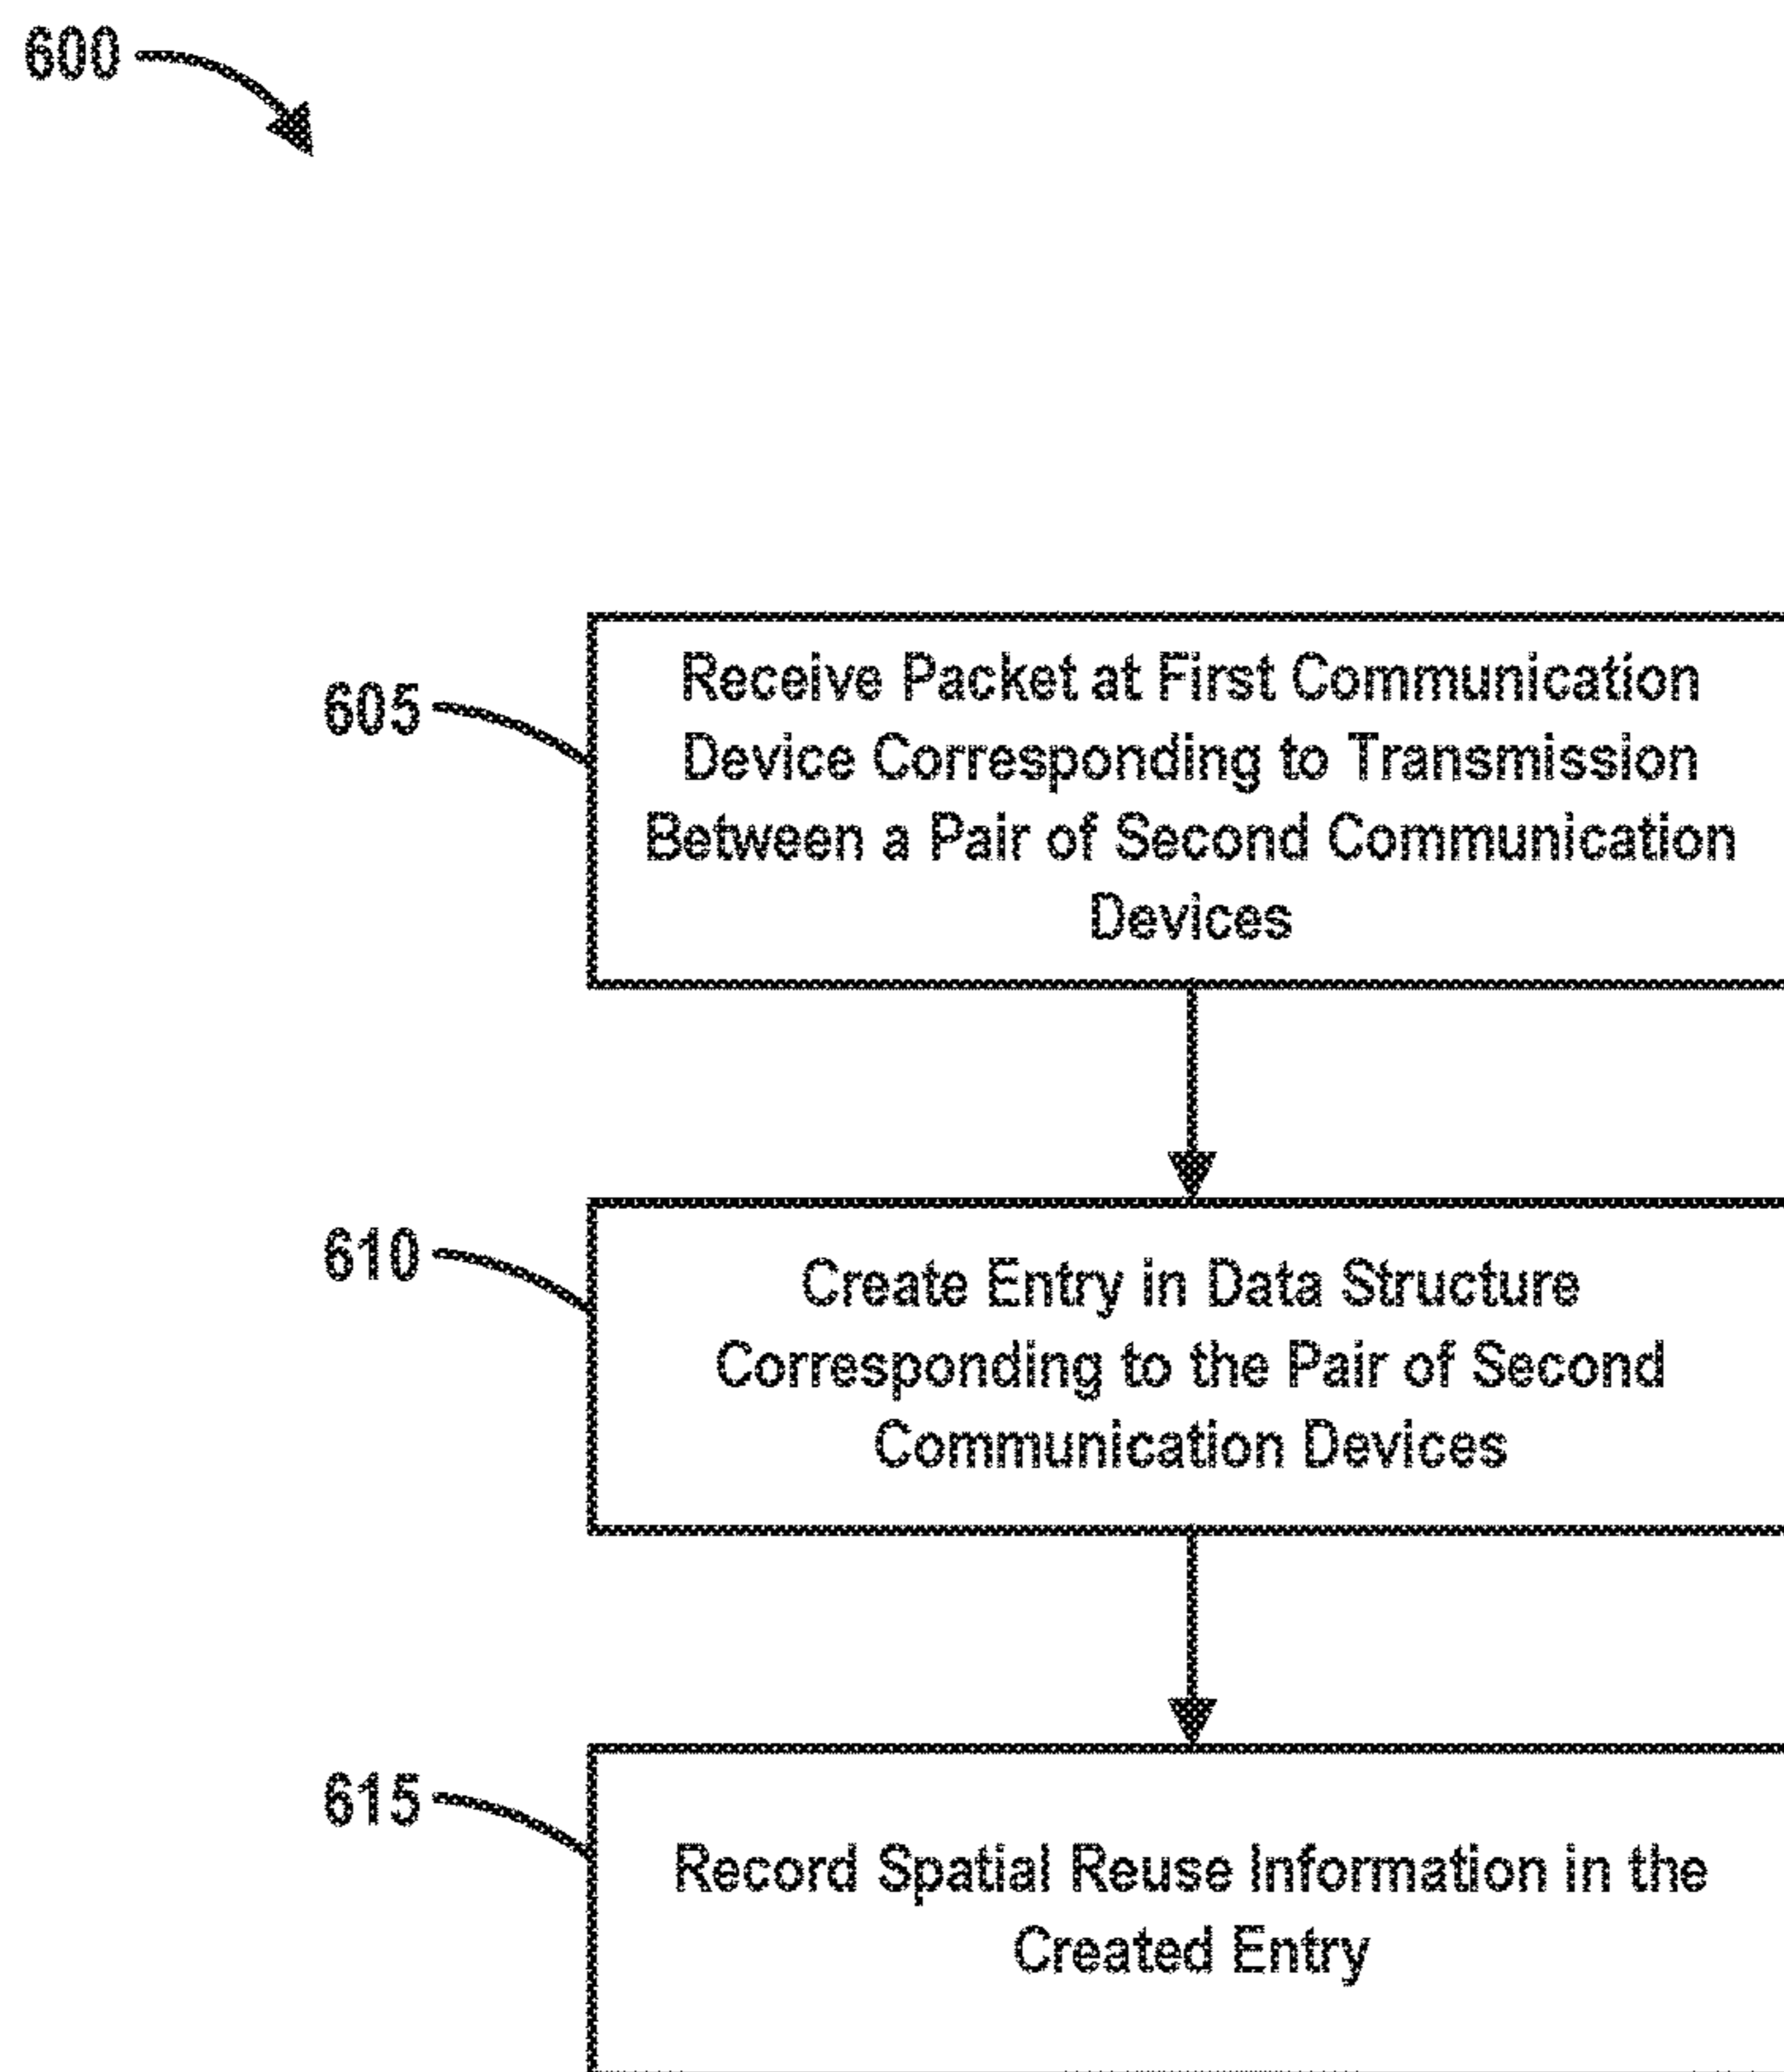 600
605
Receive Packet at First Communication
Device Corresponding to Transmission
Between a Pair of Second Communication
Devices
610
Create Entry in Data Structure
Corresponding to the Pair of Second
Communication Devices
615
Record Spatial Reuse Information in the
Created Entry